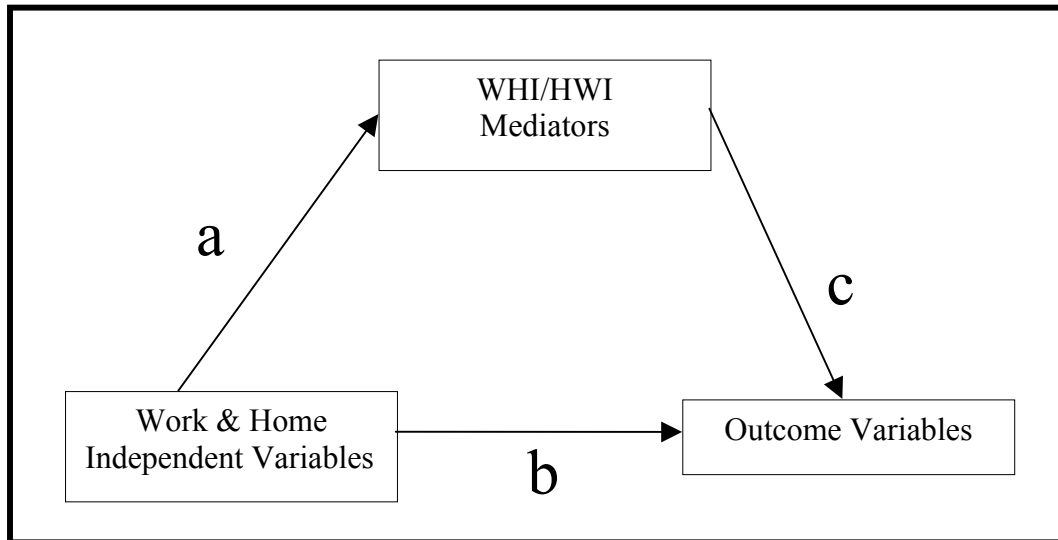 WHI/HWI
Mediators
a
c
Work & Home
Independent Variables
b
Outcome Variables